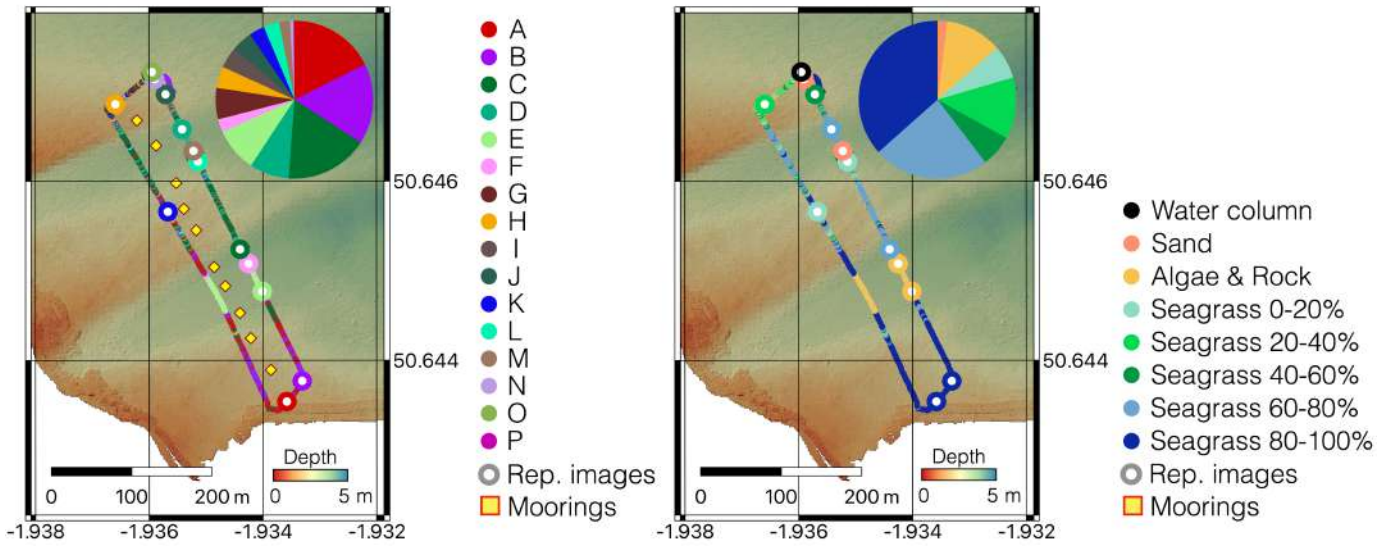 A
B
C
D
E
F
G
H
I
J
K
L
M
N
O
P
Rep. images
Moorings
50.646
50.644
Depth
0 5 m
0 100 200 m
-1.938 -1.936 -1.934 -1.932
Water column
Sand
Algae & Rock
Seagrass 0-20%
Seagrass 20-40%
Seagrass 40-60%
Seagrass 60-80%
Seagrass 80-100%
Rep. images
Moorings
50.646
50.644
Depth
0 5 m
0 100 200 m
-1.938 -1.936 -1.934 -1.932